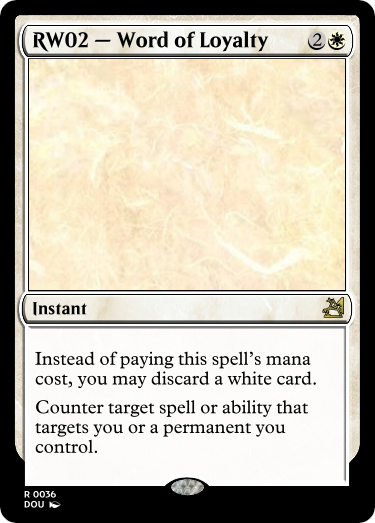 RW02 — Word of Loyalty 2
Instant
Instead of paying this spell's mana
cost, you may discard a white card.
Counter target spell or ability that
targets you or a permanent you
control.
R 0036
DOU